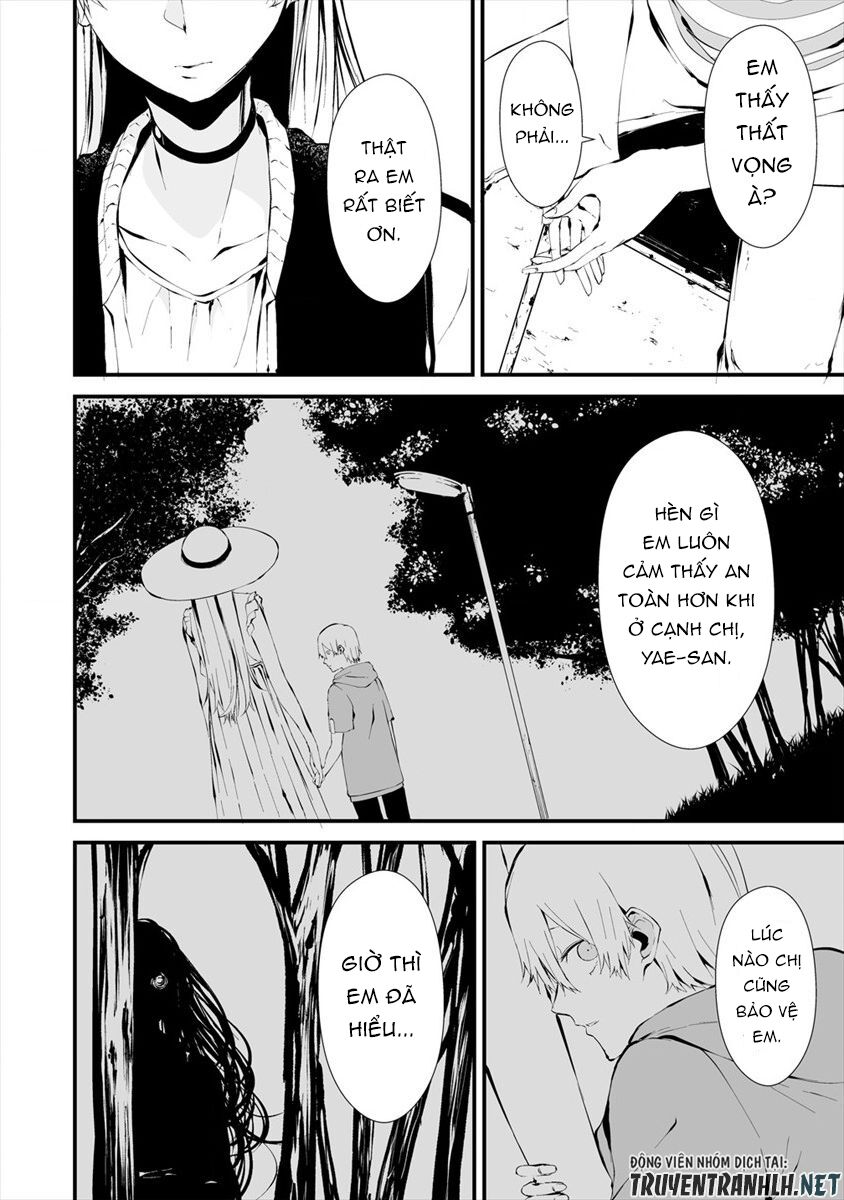 EM
THẤY
THẤT
VỌNG
À?
KHÔNG
PHẢI...
THẬT
RA EM
RẤT BIẾT
ƠN.
HÈN GÌ
EM LUÔN
CẢM THẤY AN
TOÀN HƠN KHI
Ở CẠNH CHỊ,
YAE-SAN.
LÚC
NÀO CHỊ
CŨNG
BẢO VỆ
EM.
GIỜ THÌ
EM ĐÃ
HIỂU...
ĐỘNG VIÊN NHÓM DỊCH TẠI:
TRUYENTRANHLH.NET